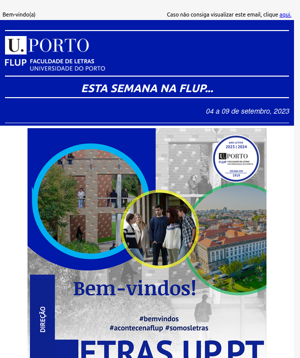 Bem-vindo(a)
Caso não consiga visualizar este email, clique aqui
U. PORTO
FLUP FACULDADE DE LETRAS
UNIVERSIDADE DO PORTO
ESTA SEMANA NA FLUP...
04 a 09 de setembro, 2023
2023 | 2024
U. PORTO
Bem-vindos!
#bemvindos
#acontecenaflup #somosletras
DIREÇÃO
LETRAS.UP.PT